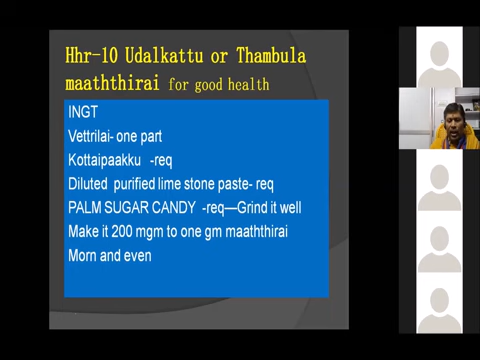 Hhr-10 Udalkattu or Thambula
maaththirai for good health
INGT
Vettrilai- one part
Kottaipaakku -req
Diluted purified lime stone paste- req
PALM SUGAR CANDY -req—Grind it well
Make it 200 mgm to one gm maaththirai
Morn and even